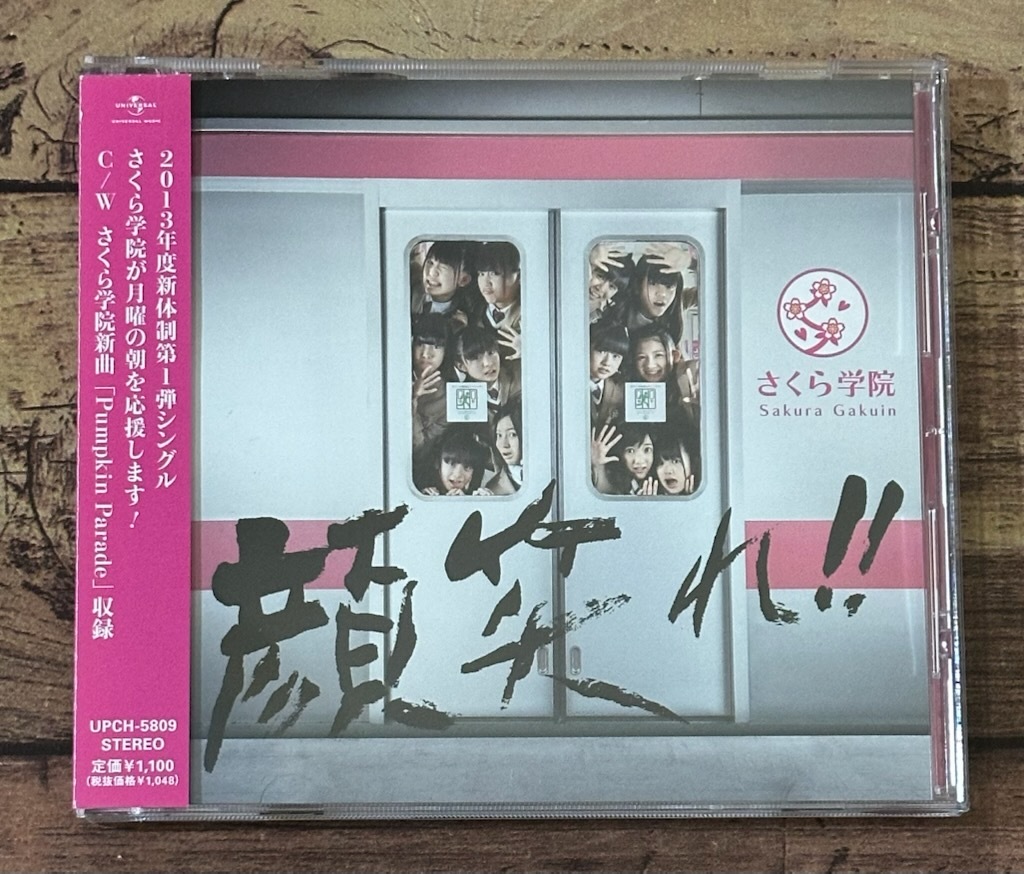 UNIVERSAL
UNIVERSAL MUSIC
2013年度新体制第1弾シングル
さくら学院が月曜の朝を応援します!
C/W さくら学院新曲「Pumpkin Parade」収録
UPCH-5809
STEREO
定価¥1,100
(税抜価格¥1,048)
さくら学院
Sakura Gakuin
顔笑れ!!